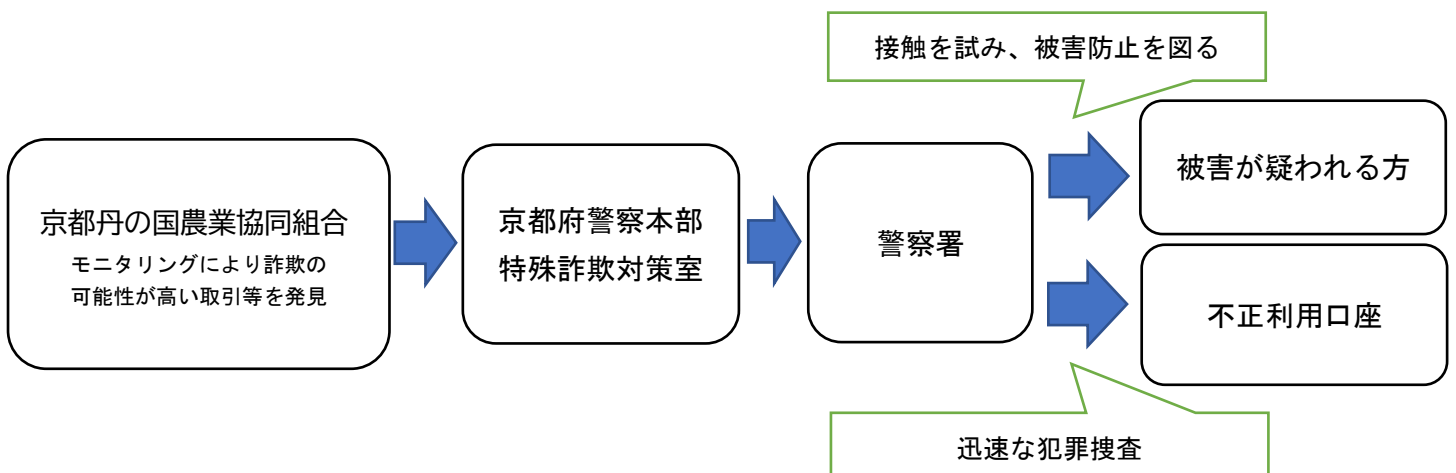 接触を試み、被害防止を図る
京都丹の国農業協同組合
モニタリングにより詐欺の
可能性が高い取引等を発見
京都府警察本部
特殊詐欺対策室
警察署
被害が疑われる方
不正利用口座
迅速な犯罪捜査